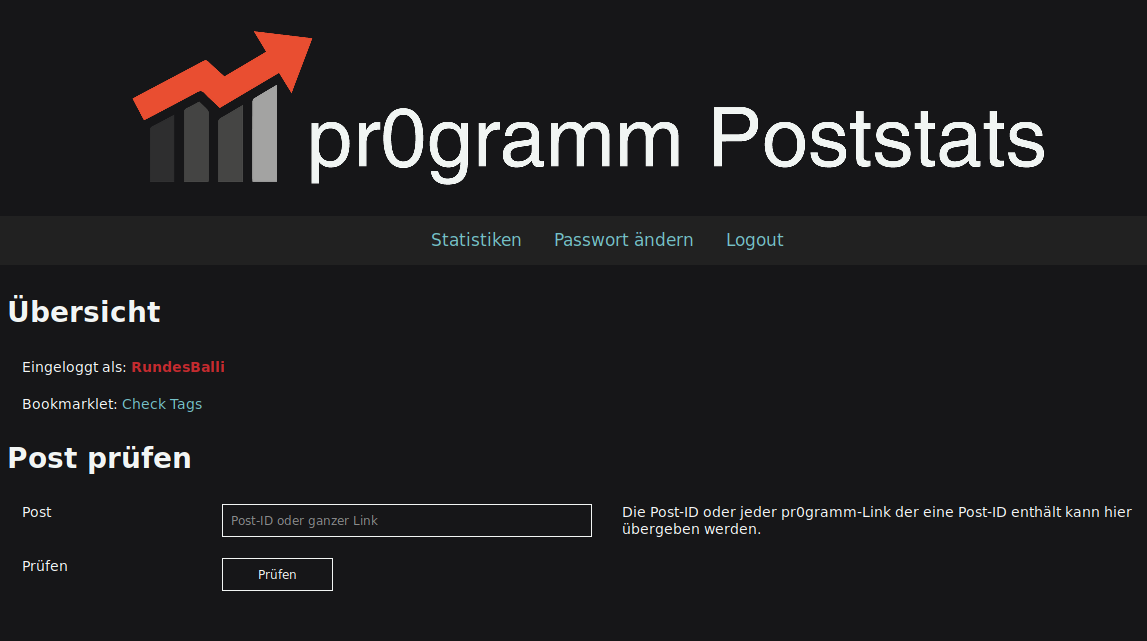 pr0gramm Poststats
Statistiken Passwort ändern Logout
Übersicht
Eingeloggt als: RundesBalli
Bookmarklet: Check Tags
Post prüfen
Post
Post-ID oder ganzer Link
Die Post-ID oder jeder pr0gramm-Link der eine Post-ID enthält kann hier
übergeben werden.
Prüfen
Prüfen